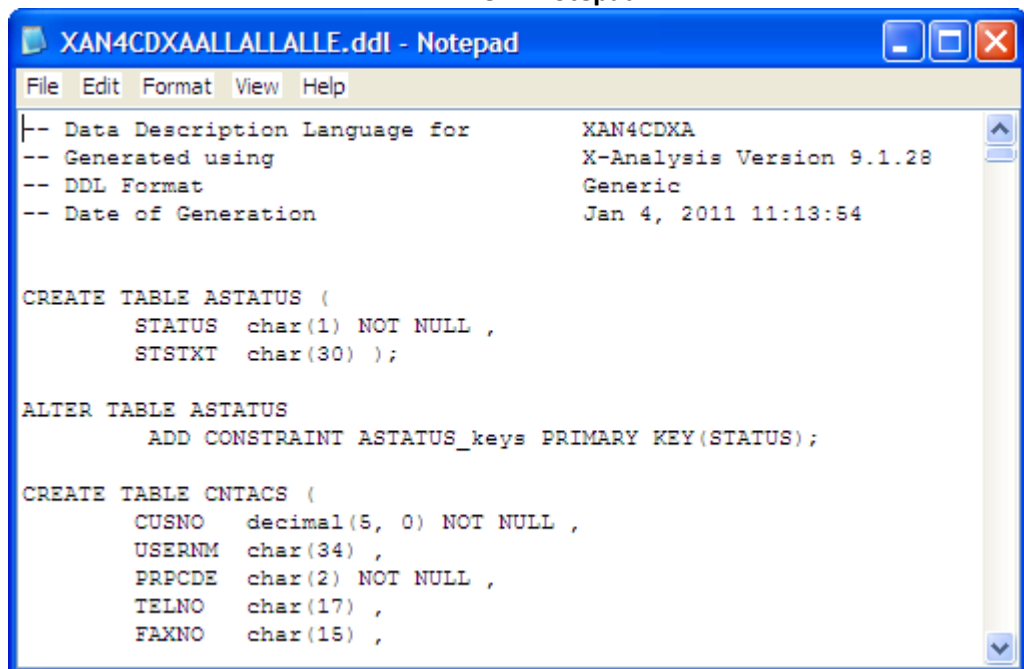 XAN4CDXAALLALLALLE.ddl - Notepad
File Edit Format View Help
-- Data Description Language for XAN4CDXA
-- Generated using X-Analysis Version 9.1.28
-- DDL Format Generic
-- Date of Generation Jan 4, 2011 11:13:54
CREATE TABLE ASTATUS (
STATUS char(1) NOT NULL ,
STSTXT char(30) );
ALTER TABLE ASTATUS
ADD CONSTRAINT ASTATUS_keys PRIMARY KEY(STATUS);
CREATE TABLE CNTACS (
CUSNO decimal(5, 0) NOT NULL ,
USERNM char(34) ,
PRPCDE char(2) NOT NULL ,
TELNO char(17) ,
FAXNO char(15) ,